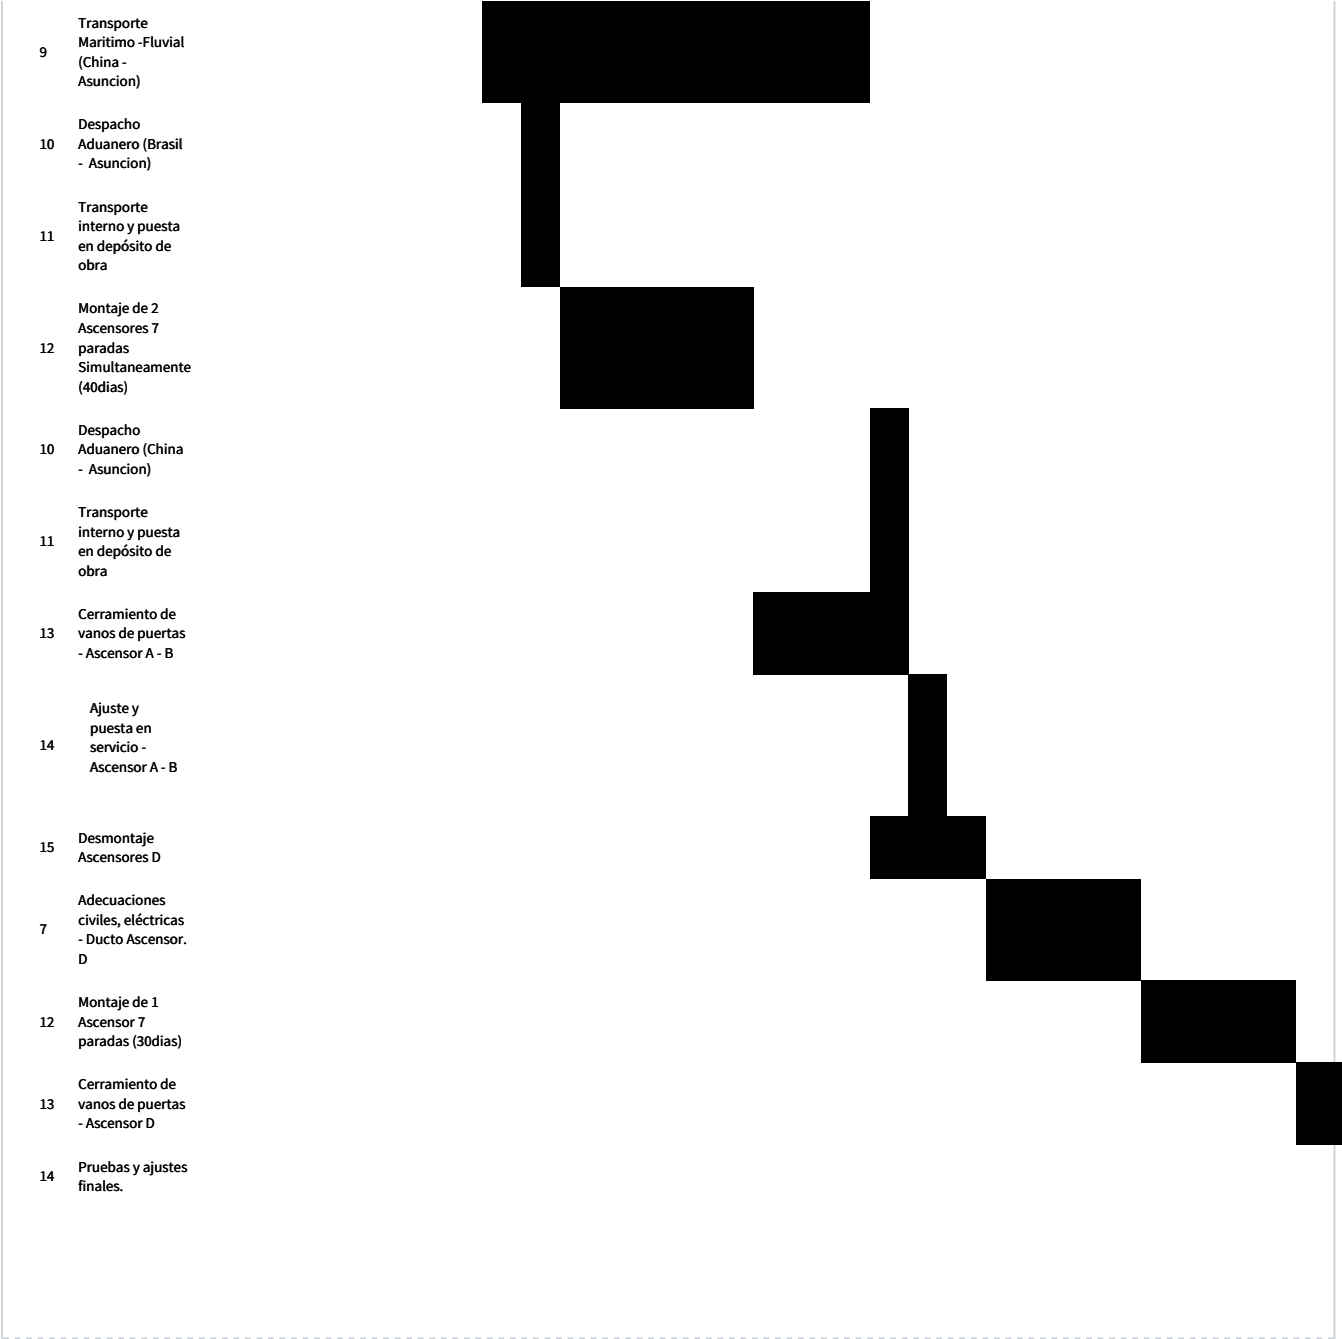 9
Transporte
Maritimo -Fluvial
(China -
Asuncion)
10
Despacho
Aduanero (Brasil
- Asuncion)
11
Transporte
interno y puesta
en depósito de
obra
12
Montaje de 2
Ascensores 7
paradas
Simultaneamente
(40dias)
10
Despacho
Aduanero (China
- Asuncion)
11
Transporte
interno y puesta
en depósito de
obra
13
Cerramiento de
vanos de puertas
- Ascensor A - B
14
Ajuste y
puesta en
servicio -
Ascensor A - B
15
Desmontaje
Ascensores D
7
Adecuaciones
civiles, eléctricas
- Ducto Ascensor.
D
12
Montaje de 1
Ascensor 7
paradas (30dias)
13
Cerramiento de
vanos de puertas
- Ascensor D
14
Pruebas y ajustes
finales.